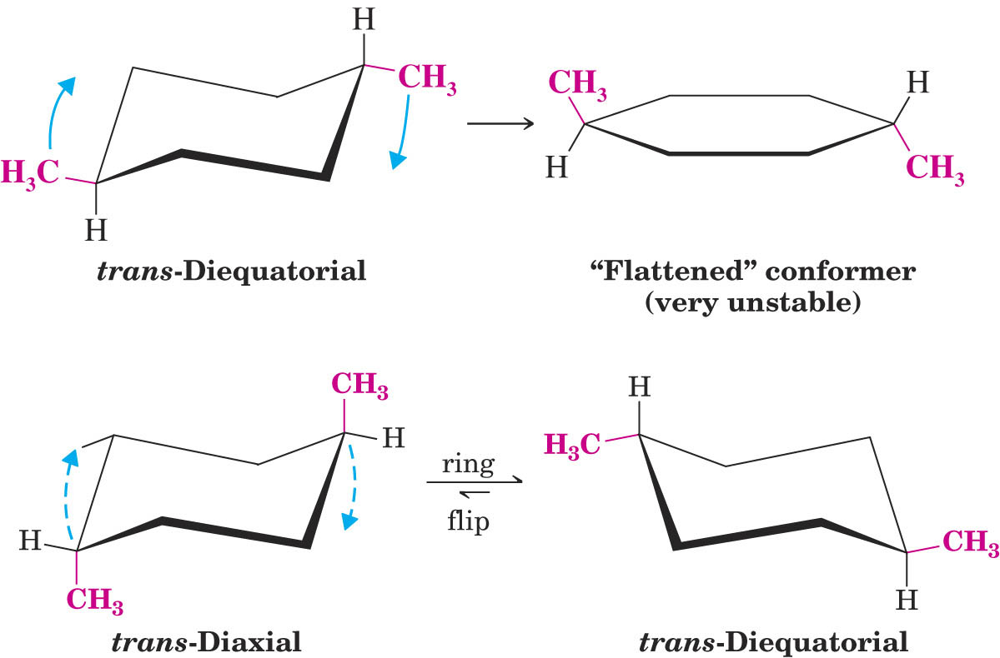 H
CH₃
H₃C
H
trans-Diequatorial
CH₃
H
H
CH₃
“Flattened” conformer
(very unstable)
CH₃
H
H
CH₃
trans-Diaxial
ring
flip
H
H₃C
CH₃
H
trans-Diequatorial